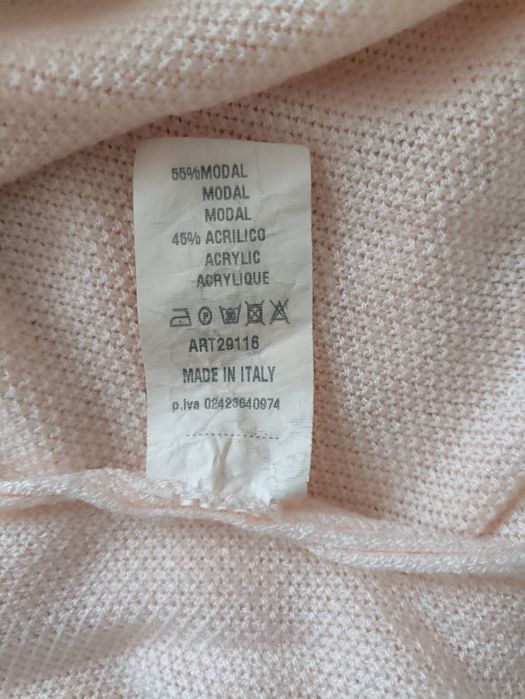 55%MODAL
MODAL
MODAL
45% ACRILICO
ACRYLIC
ACRYLIQUE
P
ART29116
MADE IN ITALY
p.iva 02423640974